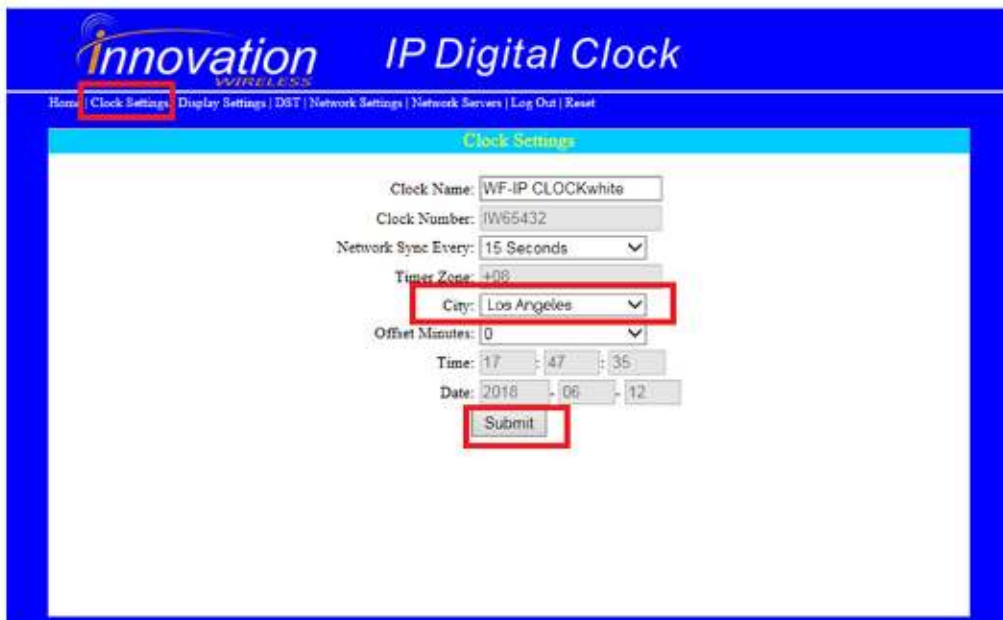 innovation IP Digital Clock
WIRELESS
Home | Clock Settings | Display Settings | DST | Network Settings | Network Servers | Log Out | Reset
Clock Settings
Clock Name: WF-IP CLOCKwhite
Clock Number: IW65432
Network Sync Every: 15 Seconds
Timer Zone: +08
City: Los Angeles
Offset Minutes: 0
Time: 17 : 47 : 35
Date: 2018 - 06 - 12
Submit